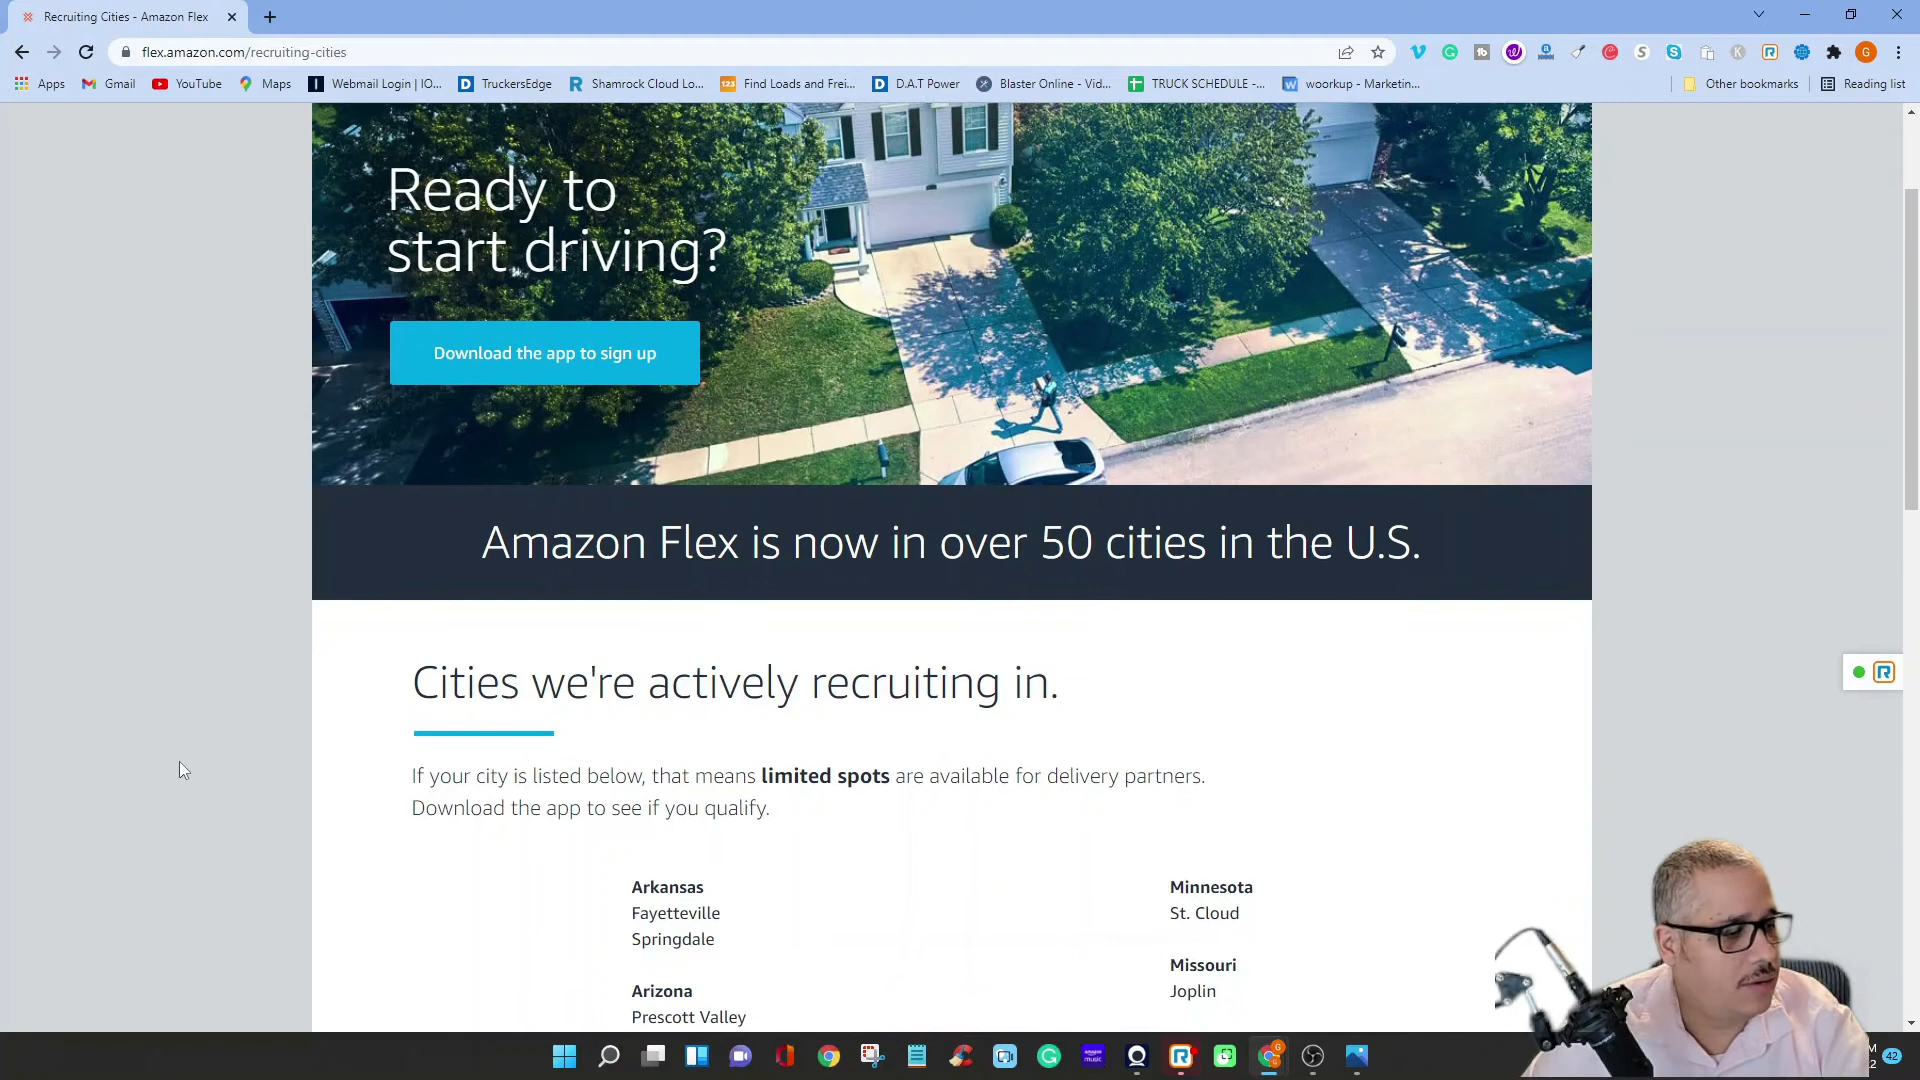 Recruiting Cities - Amazon Flex
flex.amazon.com/recruiting-cities
Apps
Gmail
YouTube
Maps
Webmail Login | IO...
TruckersEdge
Shamrock Cloud Lo...
Find Loads and Frei...
D.A.T Power
Blaster Online - Vid...
TRUCK SCHEDULE -...
woorkup - Marketin...
Other bookmarks
Reading list
Ready to
start driving?
Download the app to sign up
Amazon Flex is now in over 50 cities in the U.S.
Cities we're actively recruiting in.
If your city is listed below, that means limited spots are available for delivery partners.
Download the app to see if you qualify.
Arkansas
Fayetteville
Springdale
Arizona
Prescott Valley
Minnesota
St. Cloud
Missouri
Joplin
42